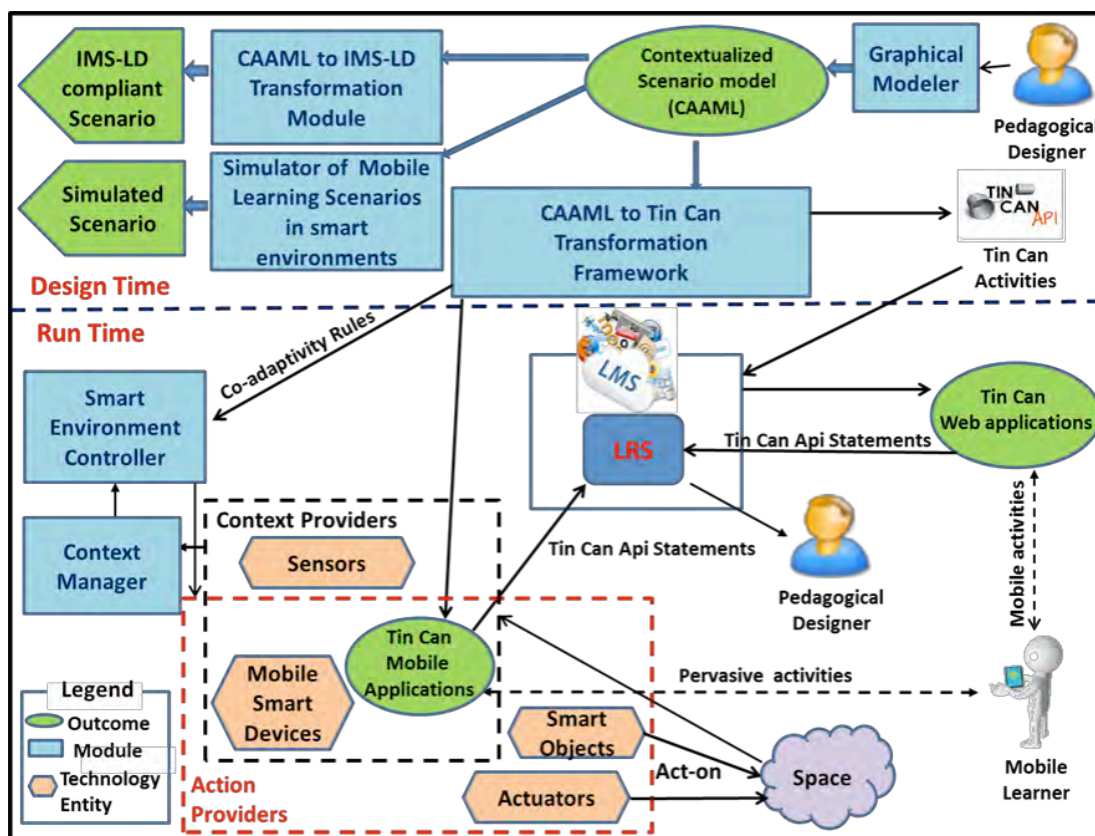 IMS-LD
compliant
Scenario
CAAML to IMS-LD
Transformation
Module
Contextualized
Scenario model
(CAAML)
Graphical
Modeler
Pedagogical
Designer
Simulated
Scenario
Simulator of Mobile
Learning Scenarios
in smart
environments
CAAML to Tin Can
Transformation
Framework
TIN
CAN
API
Tin Can
Activities
Design Time
Run Time
Co-adaptivity Rules
LMS
LRS
Tin Can
Web applications
Tin Can Api Statements
Smart
Environment
Controller
Context
Manager
Context Providers
Sensors
Tin Can Api Statements
Pedagogical
Designer
Mobile activities
Tin Can
Mobile
Applications
Mobile
Smart
Devices
Pervasive activities
Smart
Objects
Act-on
Space
Actuators
Action
Providers
Mobile
Learner
Legend
Outcome
Module
Technology
Entity